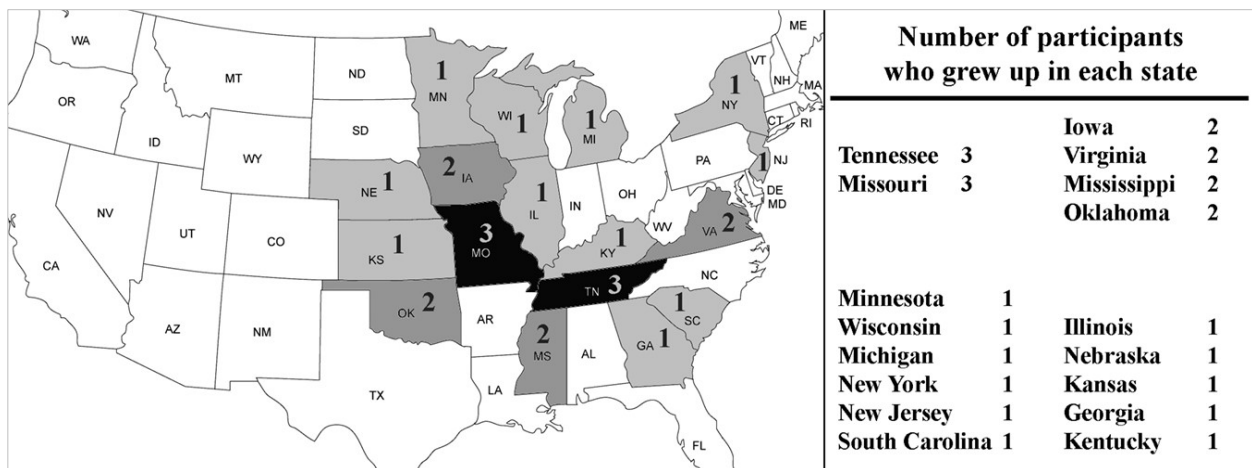 WA
MT
ND
1
MN
OR
ID
SD
WI 1
1
MI
1
NY
ME
VT
NH
MA
CT
RI
WY
2 IA
NE 1
PA
1 NJ
NV
UT
CO
KS 1
3
MO
1
IL
IN
OH
WV
DE
MD
VA 2
1
KY
CA
AZ
NM
OK 2
AR
TN 3
NC
1
SC
TX
LA
2
MS
AL
GA 1
FL
Number of participants
who grew up in each state
Tennessee 3
Missouri 3
Iowa 2
Virginia 2
Mississippi 2
Oklahoma 2
Minnesota 1
Wisconsin 1
Michigan 1
New York 1
New Jersey 1
South Carolina 1
Illinois 1
Nebraska 1
Kansas 1
Georgia 1
Kentucky 1